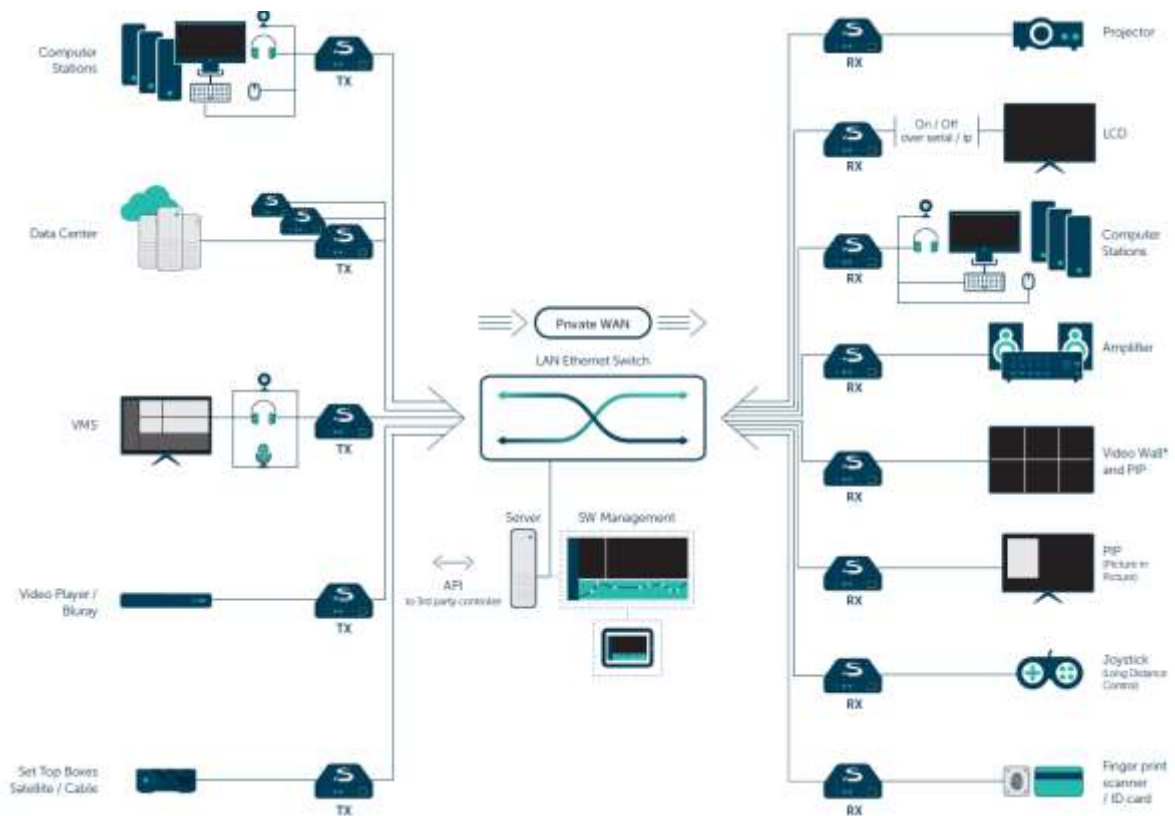 Computer
Stations
TX
Data Center
TX
VMS
TX
Video Player /
Bluray
TX
Set Top Boxes
Satellite / Cable
TX
Private WAN
LAN Ethernet Switch
Server
SW Management
API
to 3rd party controller
RX
Projector
RX
On / Off
over serial / ip
LCD
RX
Computer
Stations
RX
Amplifier
RX
Video Wall*
and PIP
RX
PIP
(Picture in
Picture)
RX
Joystick
(Long Distance
Control)
RX
Finger print
scanner
/ ID card